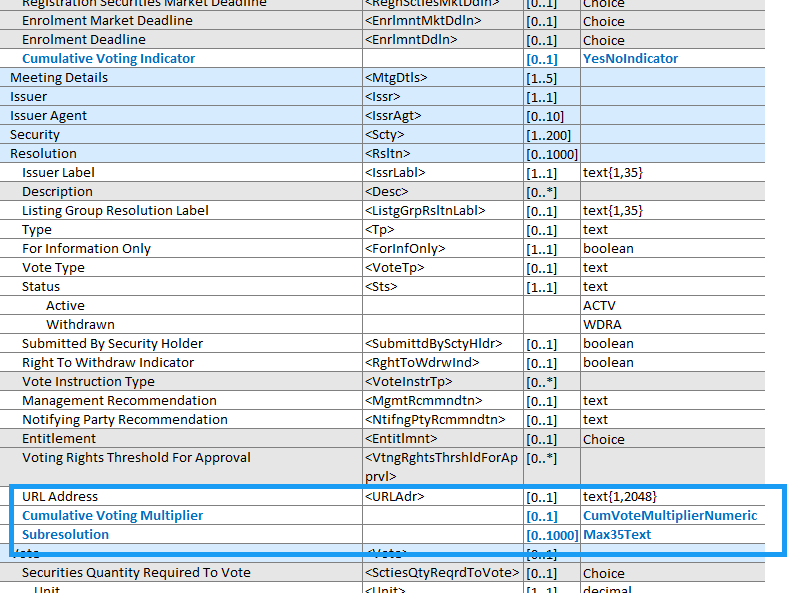 Registration Securities Market Deadline <RegnSctiesMktDdln> [0..1] Choice
Enrolment Market Deadline <EnrlmntMktDdln> [0..1] Choice
Enrolment Deadline <EnrlmntDdln> [0..1] Choice
Cumulative Voting Indicator [0..1] YesNoIndicator
Meeting Details <MtgDtls> [1..5]
Issuer <Issr> [1..1]
Issuer Agent <IssrAgt> [0..10]
Security <Scty> [1..200]
Resolution <Rsltn> [0..1000]
Issuer Label <IssrLabl> [1..1] text{1,35}
Description <Desc> [0..*]
Listing Group Resolution Label <ListgGrpRsltnLabl> [0..1] text{1,35}
Type <Tp> [0..1] text
For Information Only <ForInfOnly> [1..1] boolean
Vote Type <VoteTp> [0..1] text
Status <Sts> [1..1] text
Active ACTV
Withdrawn WDRA
Submitted By Security Holder <SubmittdBySctyHldr> [0..1] boolean
Right To Withdraw Indicator <RghtToWdrwInd> [0..1] boolean
Vote Instruction Type <VoteInstrTp> [0..*]
Management Recommendation <MgmtRcmmndtn> [0..1] text
Notifying Party Recommendation <NtifngPtyRcmmndtn> [0..1] text
Entitlement <Entitlmnt> [0..1] Choice
Voting Rights Threshold For Approval <VtngRghtsThrshldForAp [0..*]
prvl>
URL Address <URLAdr> [0..1] text{1,2048}
Cumulative Voting Multiplier [0..1] CumVoteMultiplierNumeric
Subresolution [0..1000] Max35Text
Vote <Vote> [0..1]
Securities Quantity Required To Vote <SctiesQtyReqrdToVote> [0..1] Choice
Unit <Unit> [1..1] decimal